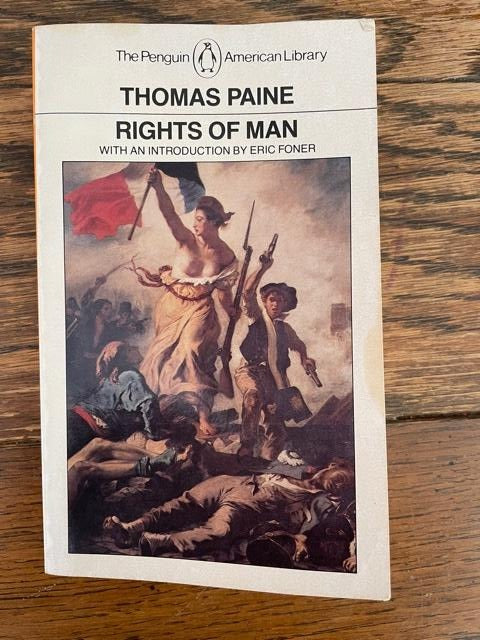 The Penguin American Library
THOMAS PAINE
RIGHTS OF MAN
WITH AN INTRODUCTION BY ERIC FONER